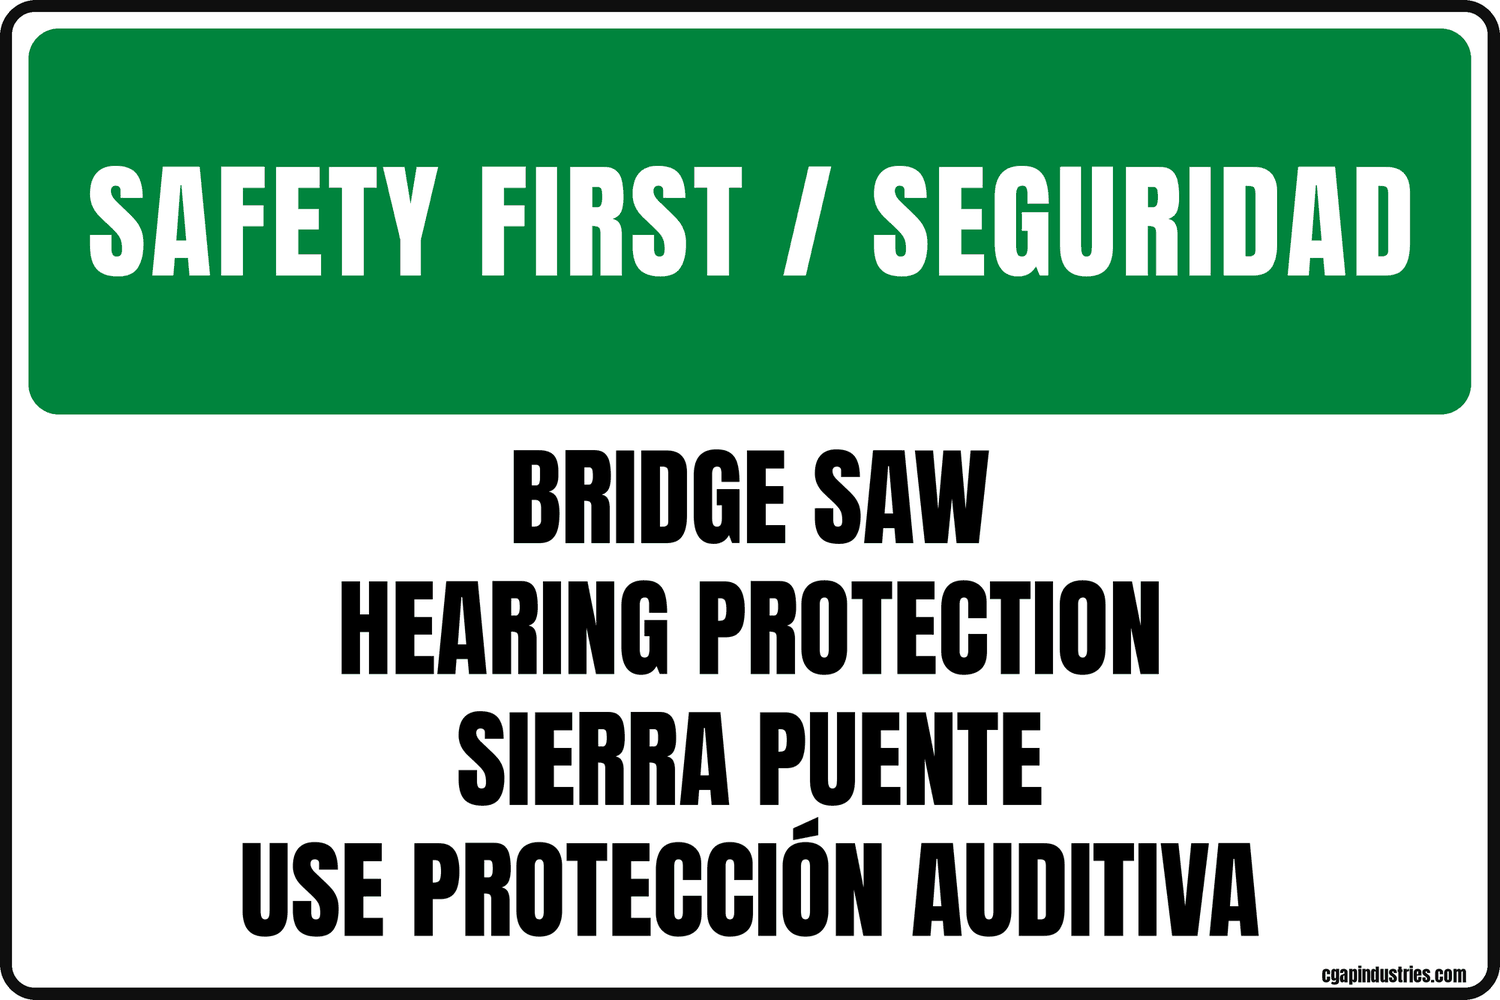 SAFETY FIRST / SEGURIDAD
BRIDGE SAW
HEARING PROTECTION
SIERRA PUENTE
USE PROTECCIÓN AUDITIVA
cgapindustries.com